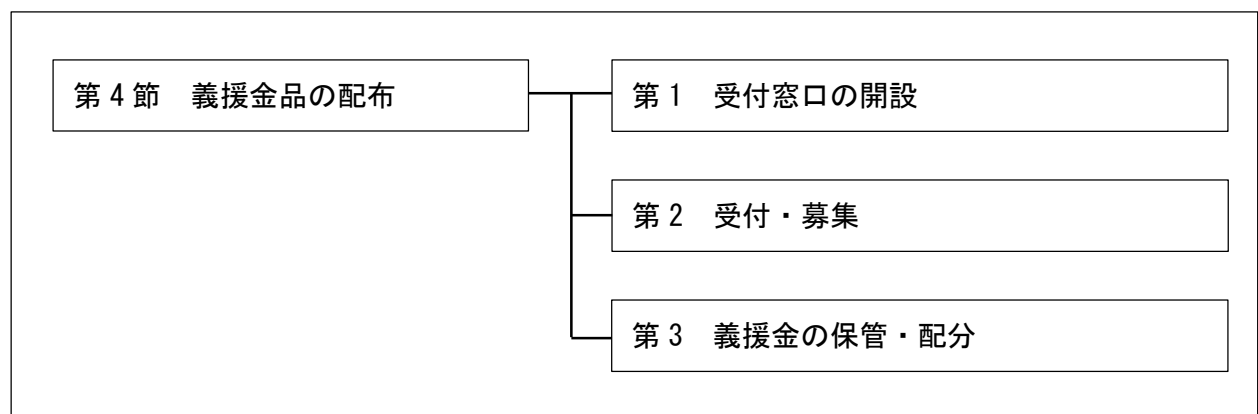 第4節　義援金品の配布
第1　受付窓口の開設
第2　受付・募集
第3　義援金の保管・配分